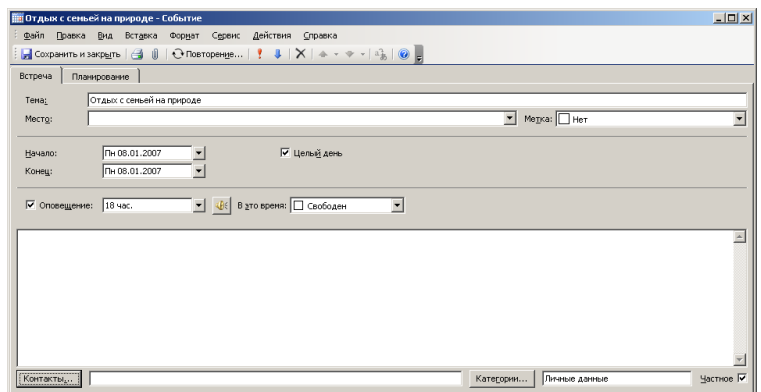 Отдых с семьей на природе - Событие
Файл Правка Вид Вставка Формат Сервис Действия Справка
Сохранить и закрыть Повторение...
Встреча Планирование
Тема: Отдых с семьей на природе
Место: Метка: Нет
Начало: Пн 08.01.2007 Целый день
Конец: Пн 08.01.2007
Оповещение: 18 час. В это время: Свободен
Контакты... Категории... Личные данные Частное